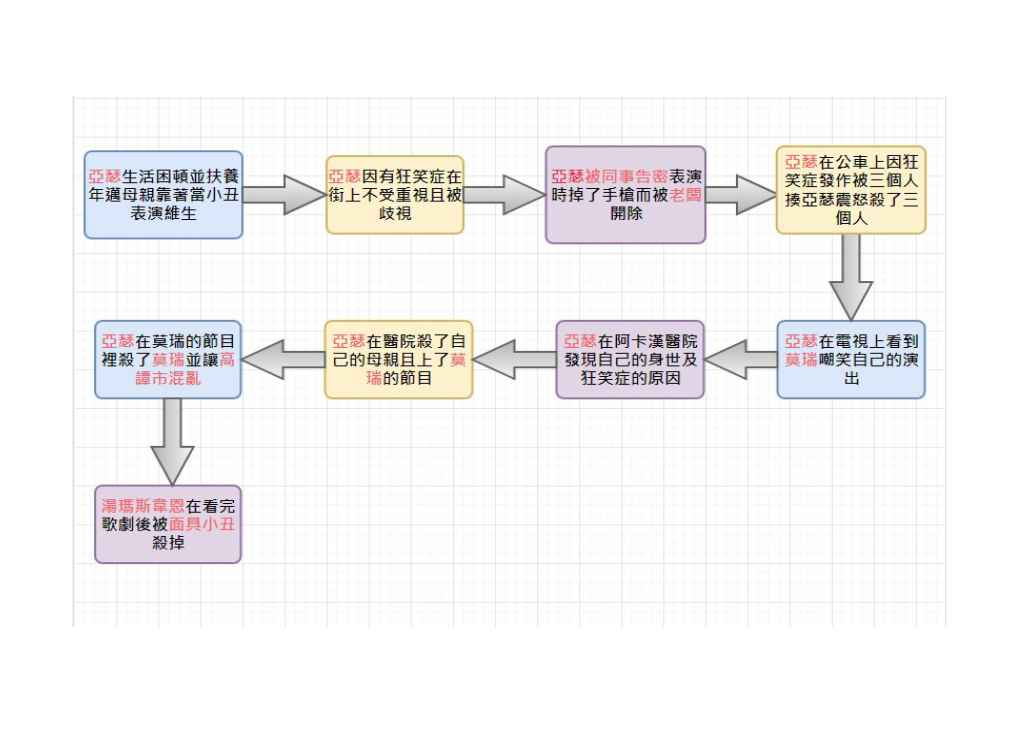 亞瑟生活困頓並扶養
年邁母親靠著當小丑
表演維生
亞瑟因有狂笑症在
街上不受重視且被
歧視
亞瑟被同事告密表演
時掉了手槍而被老闆
開除
亞瑟在公車上因狂
笑症發作被三個人
揍亞瑟震怒殺了三
個人
亞瑟在電視上看到
莫瑞嘲笑自己的演
出
亞瑟在阿卡漢醫院
發現自己的身世及
狂笑症的原因
亞瑟在醫院殺了自
己的母親且上了莫
瑞的節目
亞瑟在莫瑞的節目
裡殺了莫瑞並讓高
譚市混亂
湯瑪斯韋恩在看完
歌劇後被面具小丑
殺掉